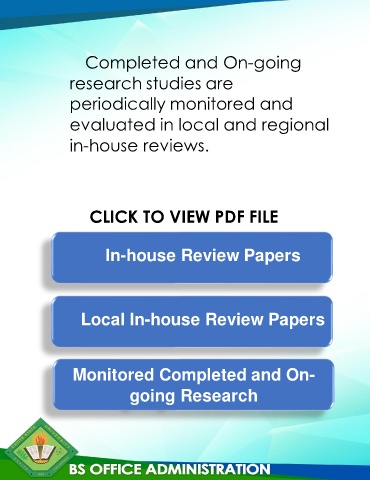 Completed and On-going
research studies are
periodically monitored and
evaluated in local and regional
in-house reviews.
CLICK TO VIEW PDF FILE
In-house Review Papers
Local In-house Review Papers
Monitored Completed and On-
going Research
BS OFFICE ADMINISTRATION